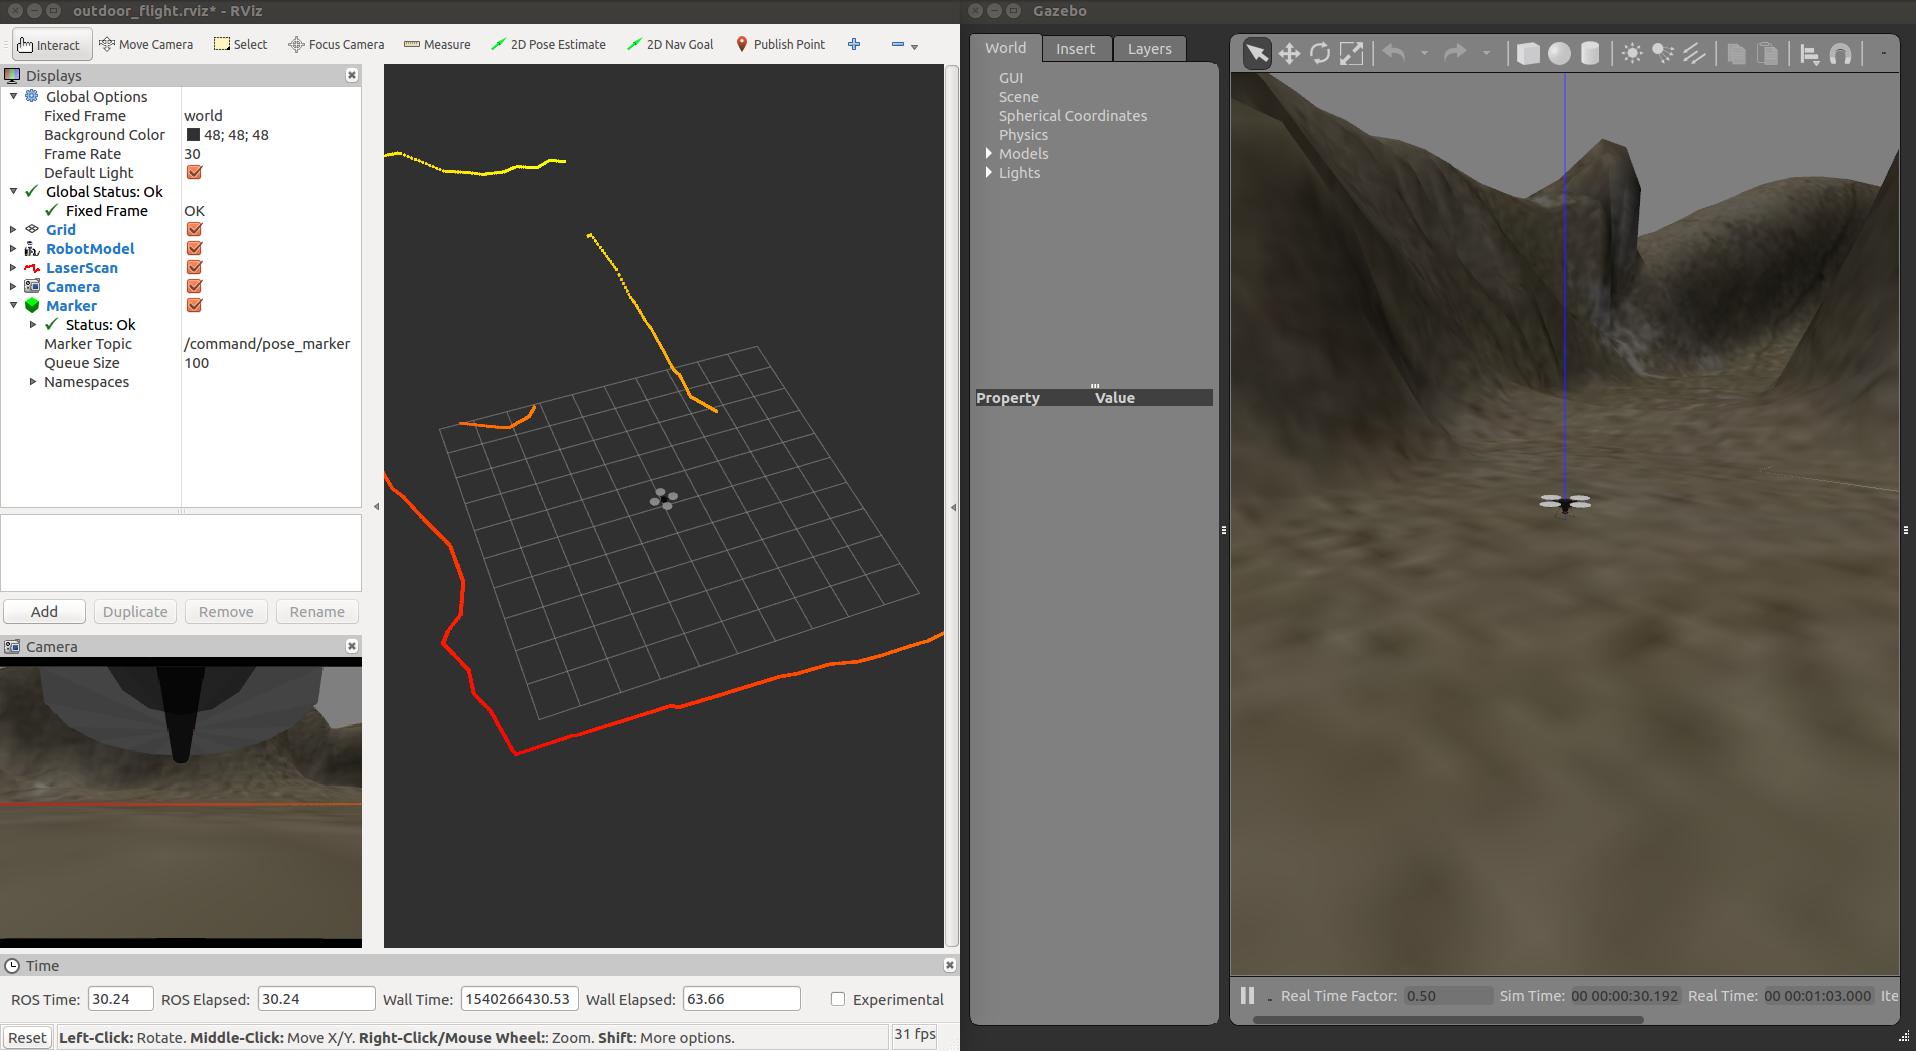 outdoor_flight.rviz* - RViz
Interact Move Camera Select Focus Camera Measure 2D Pose Estimate 2D Nav Goal Publish Point
Displays
Global Options
Fixed Frame world
Background Color 48; 48; 48
Frame Rate 30
Default Light
Global Status: Ok
Fixed Frame OK
Grid
RobotModel
LaserScan
Camera
Marker
Status: Ok
Marker Topic /command/pose_marker
Queue Size 100
Namespaces
Add Duplicate Remove Rename
Camera
Time
ROS Time: 30.24 ROS Elapsed: 30.24 Wall Time: 1540266430.53 Wall Elapsed: 63.66 Experimental
Reset Left-Click: Rotate. Middle-Click: Move X/Y. Right-Click/Mouse Wheel:: Zoom. Shift: More options. 31 fps
Gazebo
World Insert Layers
GUI
Scene
Spherical Coordinates
Physics
Models
Lights
Property Value
Real Time Factor: 0.50 Sim Time: 00 00:00:30.192 Real Time: 00 00:01:03.000 Ite